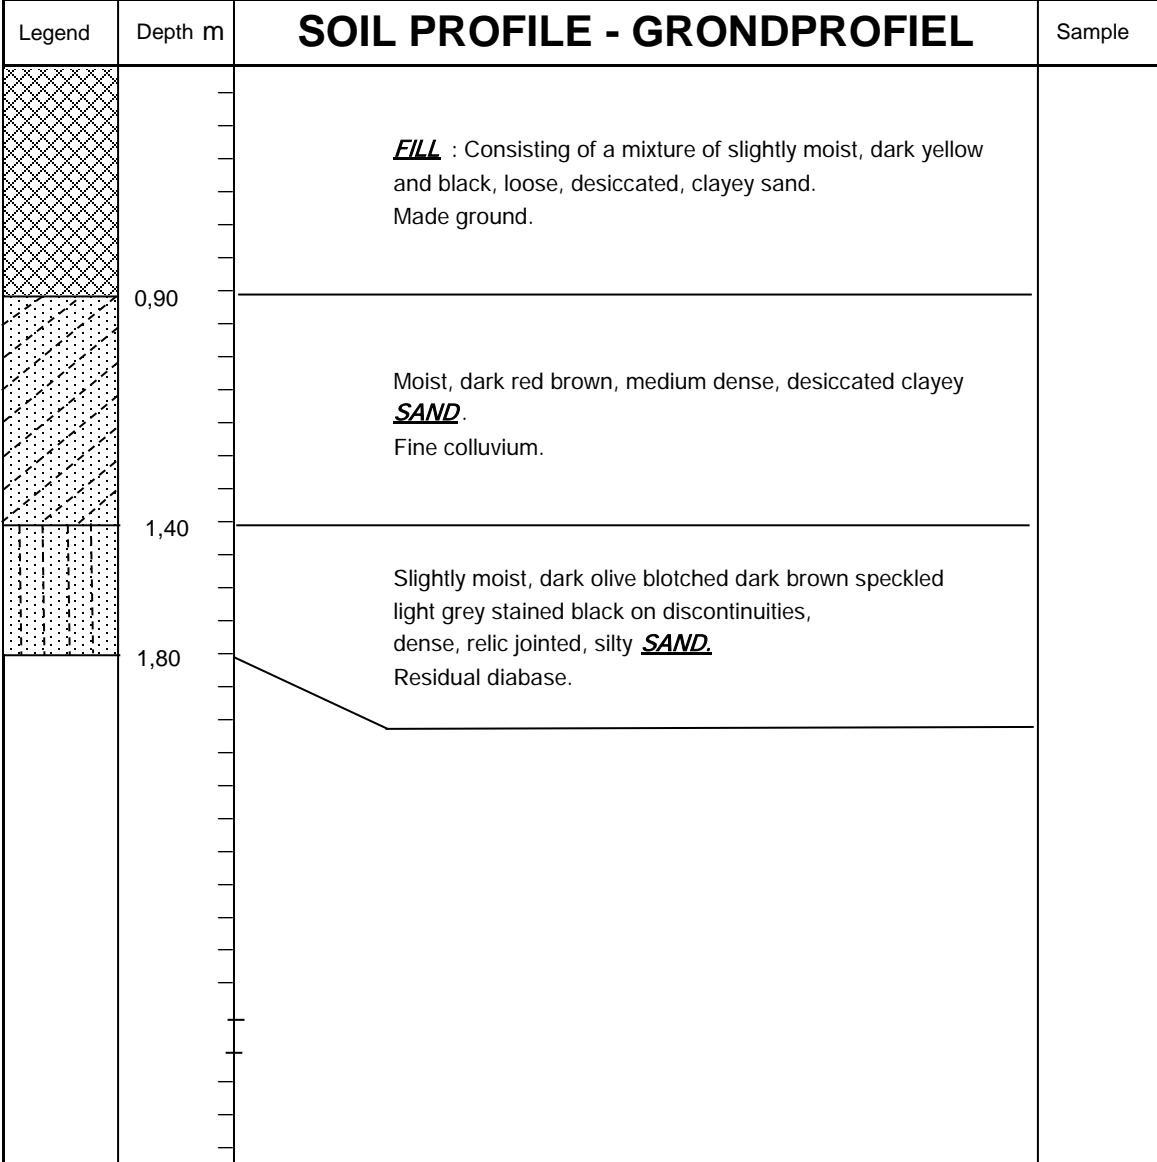 Legend
Depth m
SOIL PROFILE - GRONDPROFIEL
Sample
FILL : Consisting of a mixture of slightly moist, dark yellow
and black, loose, desiccated, clayey sand.
Made ground.
0,90
Moist, dark red brown, medium dense, desiccated clayey
SAND.
Fine colluvium.
1,40
Slightly moist, dark olive blotched dark brown speckled
light grey stained black on discontinuities,
dense, relic jointed, silty SAND.
Residual diabase.
1,80